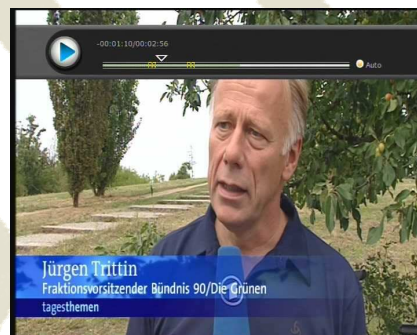 -00:01:10/00:02:56
Auto
Jürgen Trittin
Fraktionsvorsitzender Bündnis 90/Die Grünen
tagesthemen